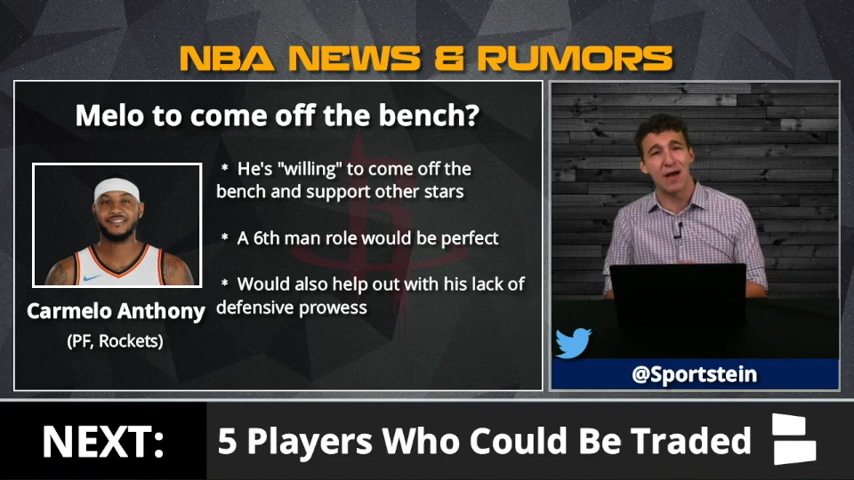 NBA NEWS & RUMORS
Melo to come off the bench?
* He's "willing" to come off the
bench and support other stars
* A 6th man role would be perfect
* Would also help out with his lack of
defensive prowess
Carmelo Anthony
(PF, Rockets)
@Sportstein
NEXT: 5 Players Who Could Be Traded